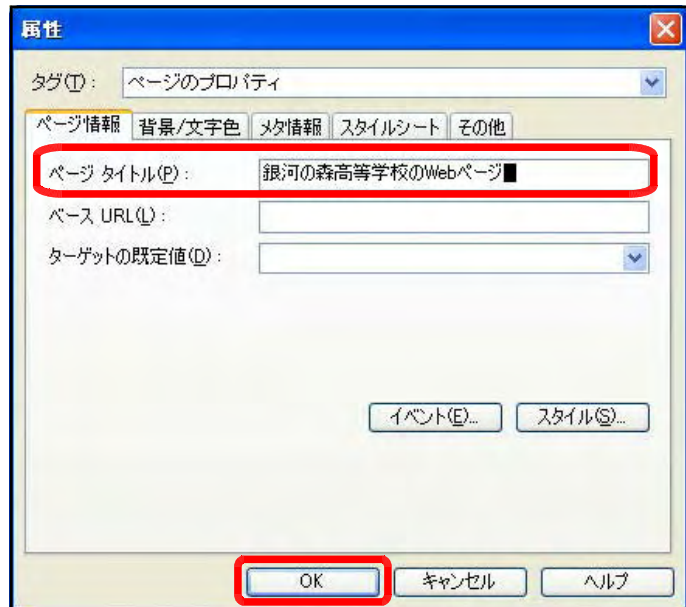 属性
タグ(T): ページのプロパティ
ページ情報 背景/文字色 メタ情報 スタイルシート その他
ページ タイトル(P): 銀河の森高等学校のWebページ
ベース URL(L):
ターゲットの既定値(D):
イベント(E)... スタイル(S)...
OK キャンセル ヘルプ